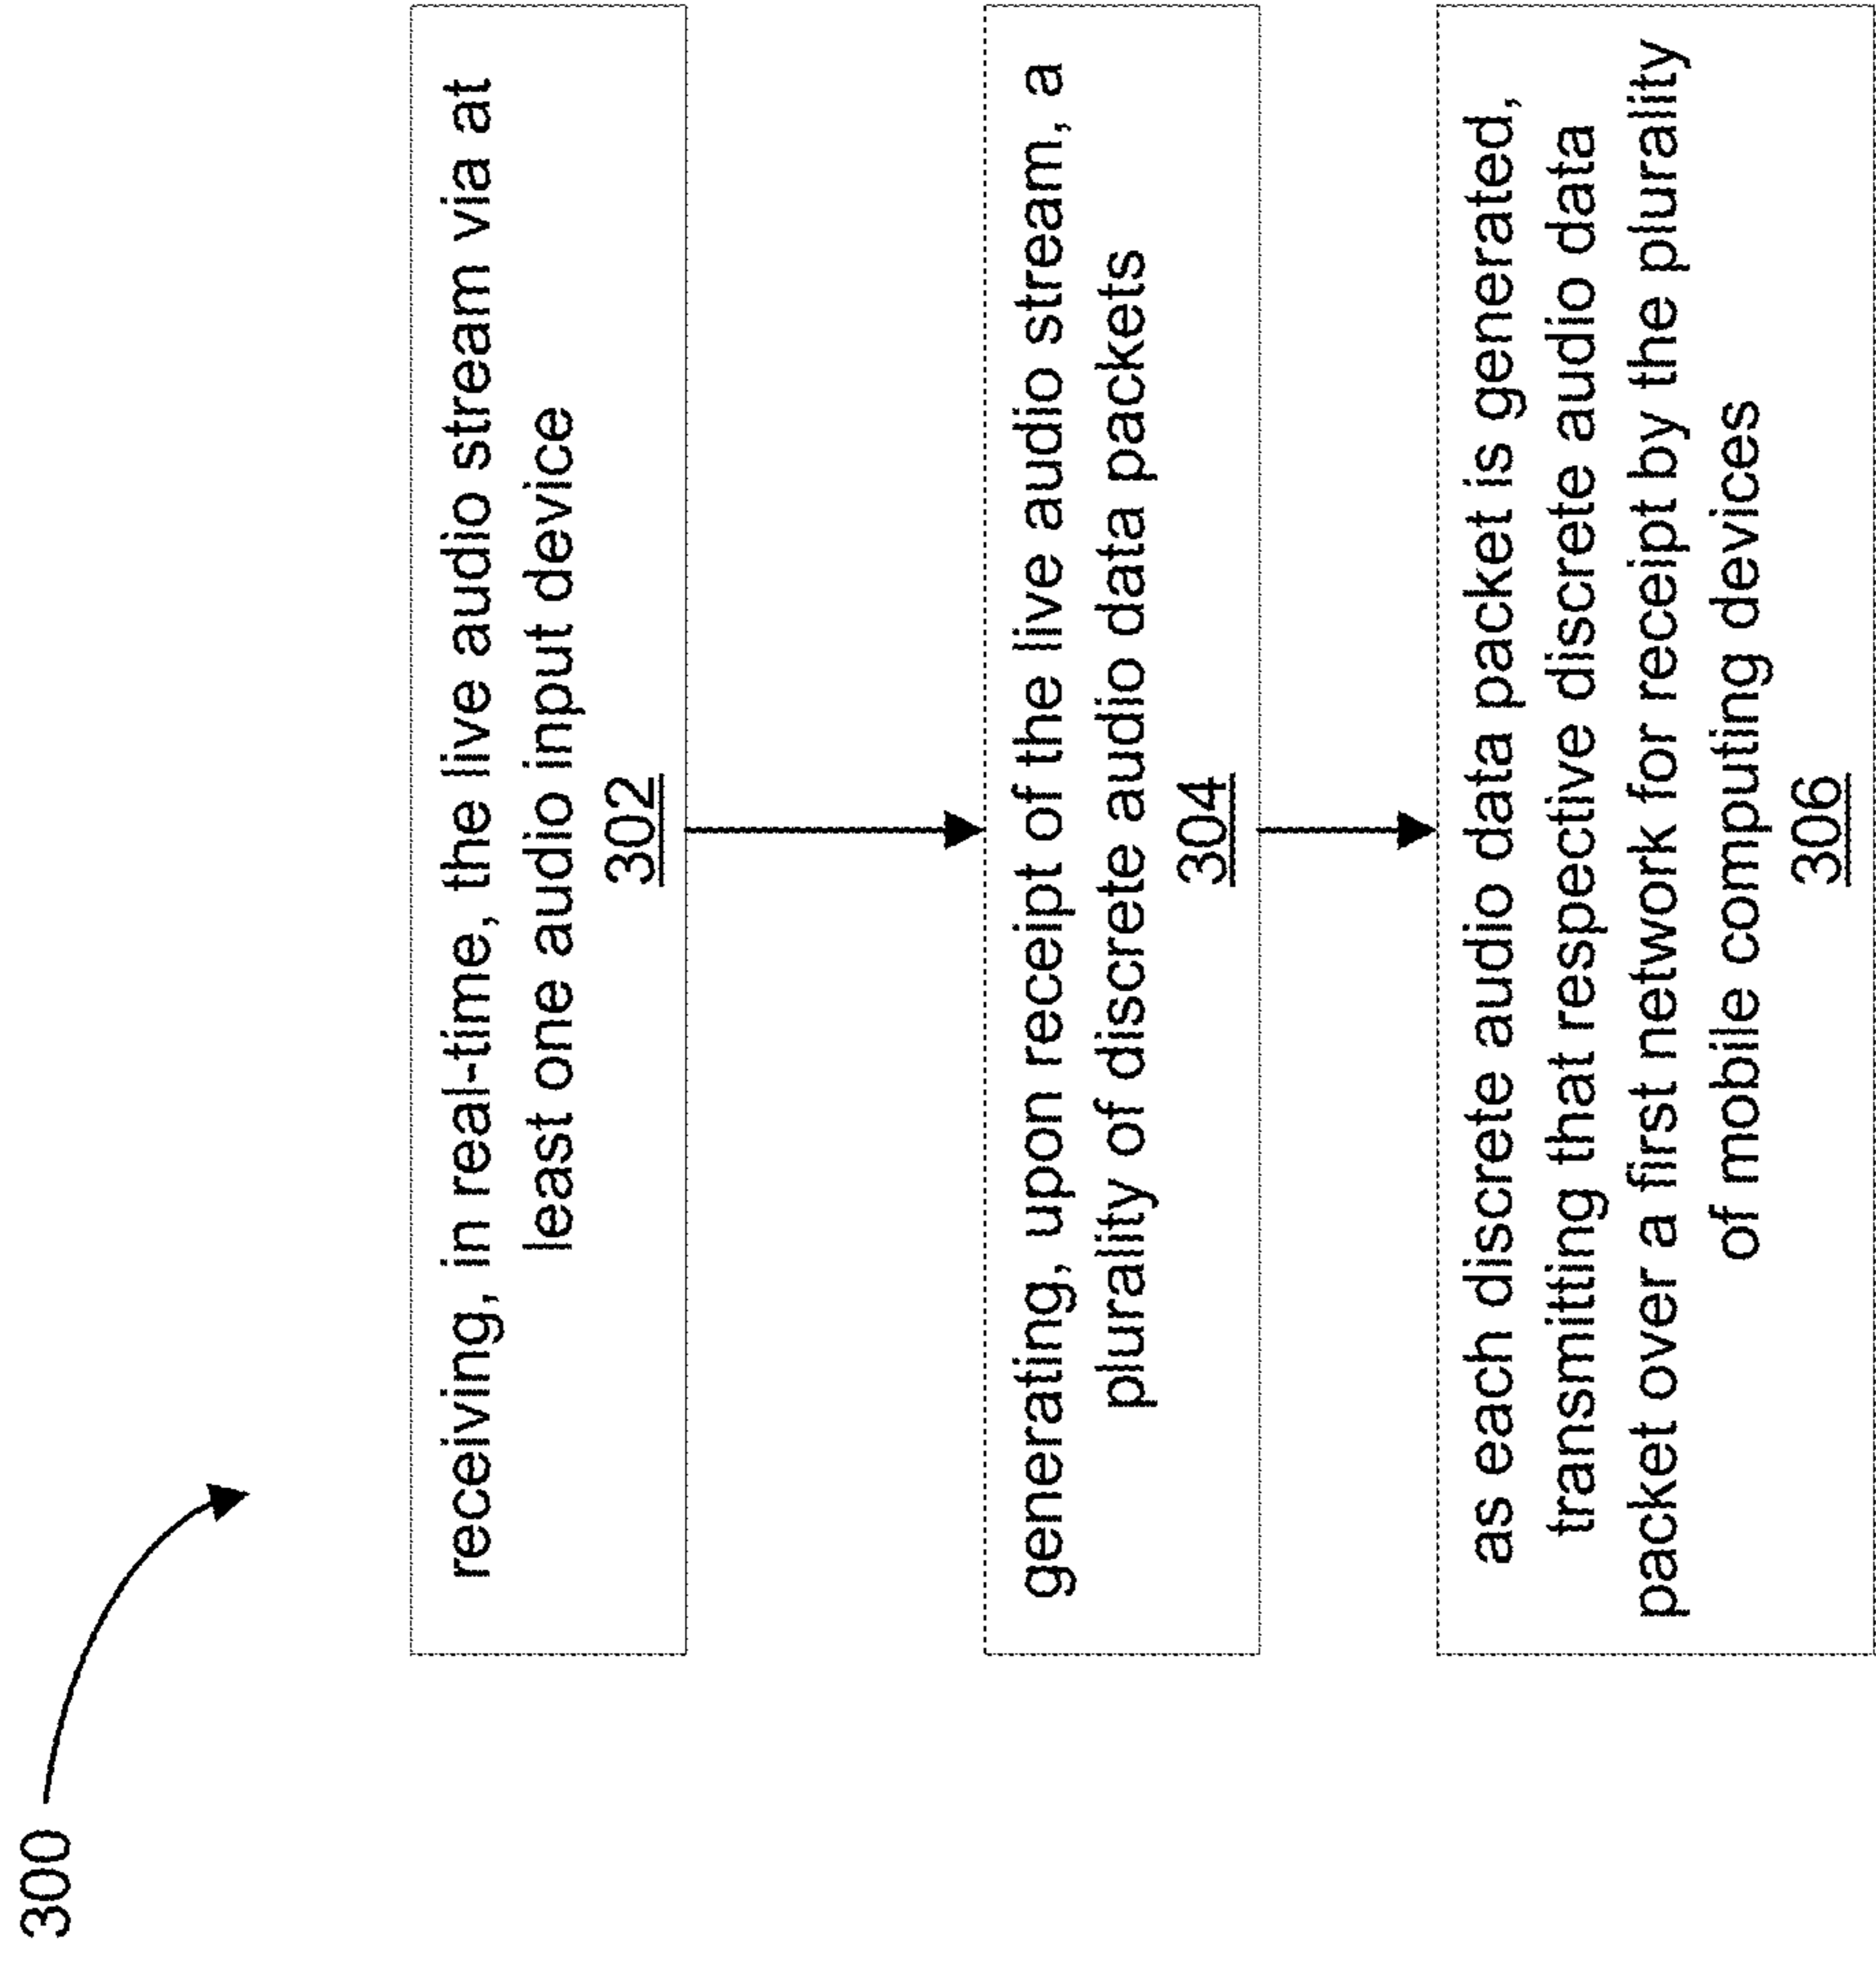 300
receiving, in real-time, the live audio stream via at
least one audio input device
302
generating, upon receipt of the live audio stream, a
plurality of discrete audio data packets
304
as each discrete audio data packet is generated,
transmitting that respective discrete audio data
packet over a first network for receipt by the plurality
of mobile computing devices
306